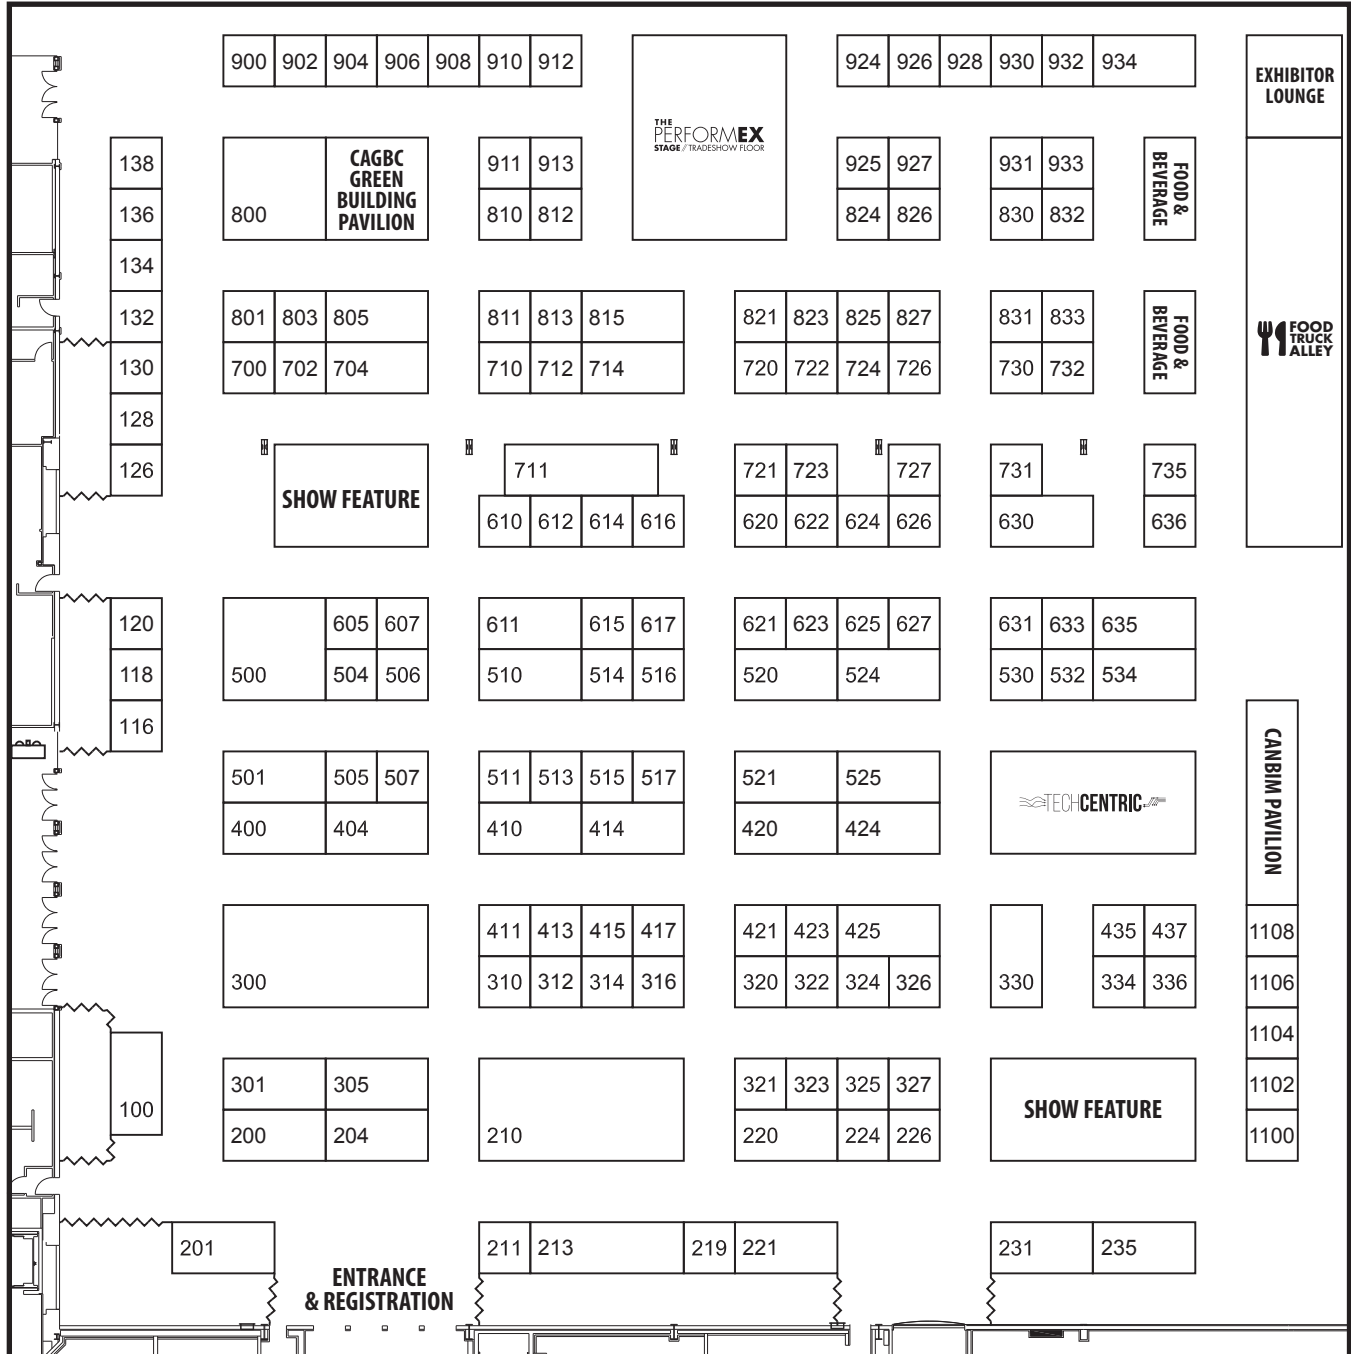 900 902 904 906 908 910 912
924 926 928 930 932 934
EXHIBITOR
LOUNGE
THE
PERFORMEX
STAGE // TRADESHOW FLOOR
138
CAGBC
GREEN
BUILDING
PAVILION
911 913
925 927
931 933
FOOD &
BEVERAGE
136
800
810 812
824 826
830 832
134
132
801 803 805
811 813 815
821 823 825 827
831 833
FOOD &
BEVERAGE
FOOD
TRUCK
ALLEY
130
700 702 704
710 712 714
720 722 724 726
730 732
128
126
SHOW FEATURE
711
721 723 727
731
735
610 612 614 616
620 622 624 626
630
636
120
605 607
611 615 617
621 623 625 627
631 633 635
118
500 504 506
510 514 516
520 524
530 532 534
116
501 505 507
511 513 515 517
521 525
TECHCENTRIC
CANBIM PAVILION
400 404
410 414
420 424
411 413 415 417
421 423 425
435 437
1108
300
310 312 314 316
320 322 324 326
330
334 336
1106
1104
301 305
321 323 325 327
1102
100
SHOW FEATURE
200 204
210
220 224 226
1100
201
211 213 219 221
231 235
ENTRANCE
& REGISTRATION